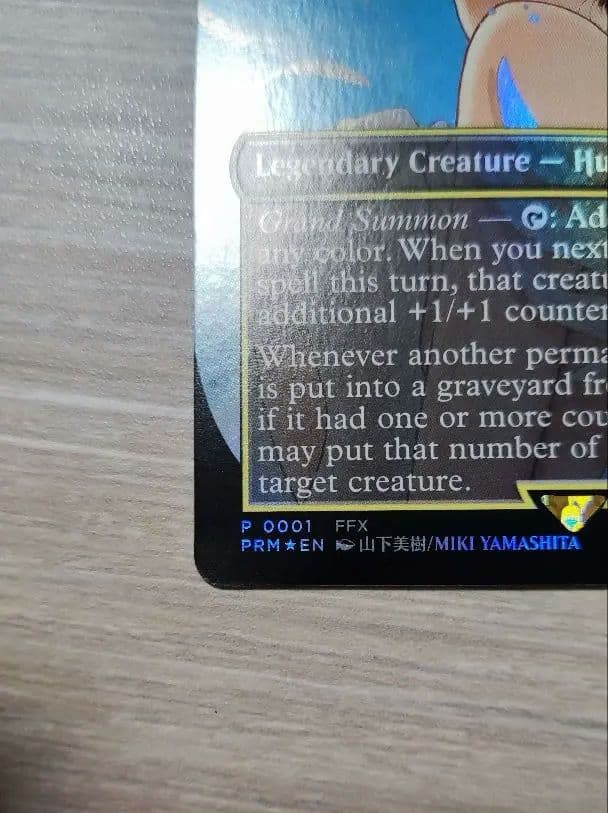 Legendary Creature — Hu
Grand Summon — : Ad
any color. When you next
spell this turn, that creatu
additional +1/+1 counter
Whenever another perma
is put into a graveyard fr
if it had one or more cou
may put that number of
target creature.
P 0001 FFX
PRM★EN 山下美樹/MIKI YAMASHITA